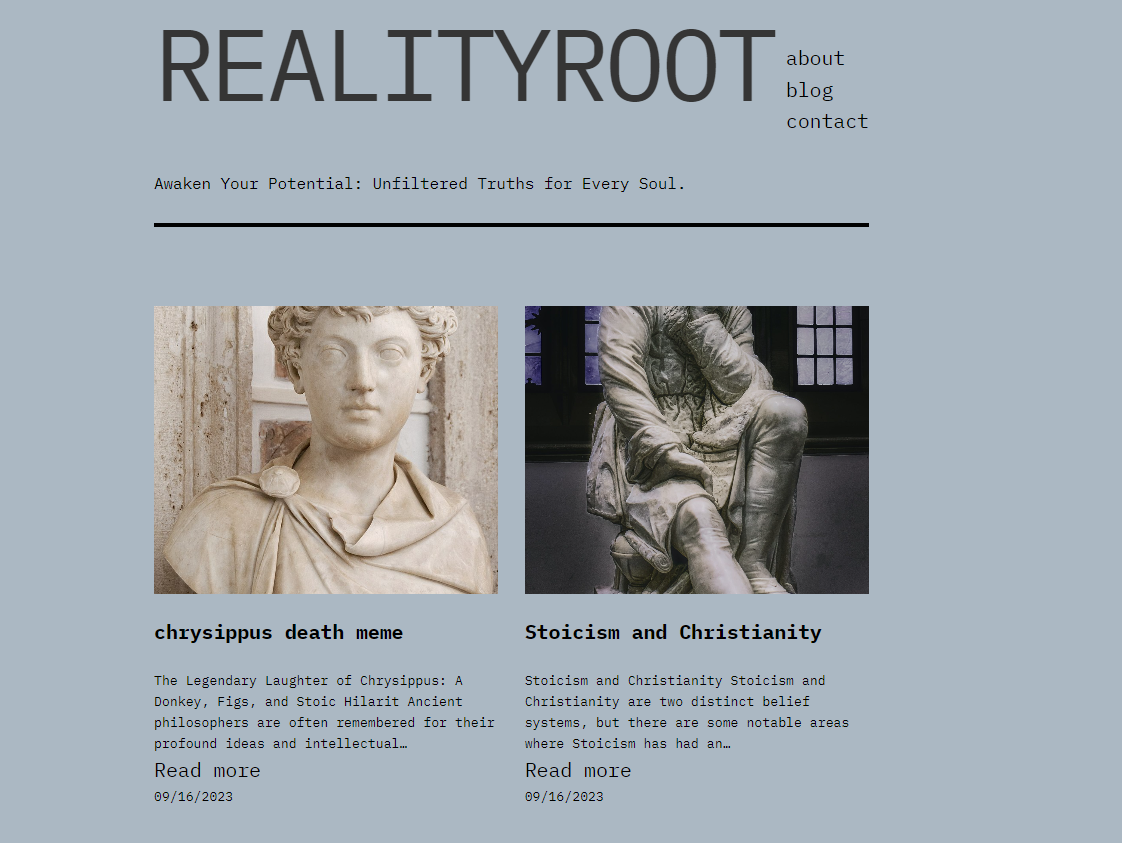 REALITYROOT
about
blog
contact
Awaken Your Potential: Unfiltered Truths for Every Soul.
chrysippus death meme
The Legendary Laughter of Chrysippus: A
Donkey, Figs, and Stoic Hilarit Ancient
philosophers are often remembered for their
profound ideas and intellectual…
Read more
09/16/2023
Stoicism and Christianity
Stoicism and Christianity Stoicism and
Christianity are two distinct belief
systems, but there are some notable areas
where Stoicism has had an…
Read more
09/16/2023